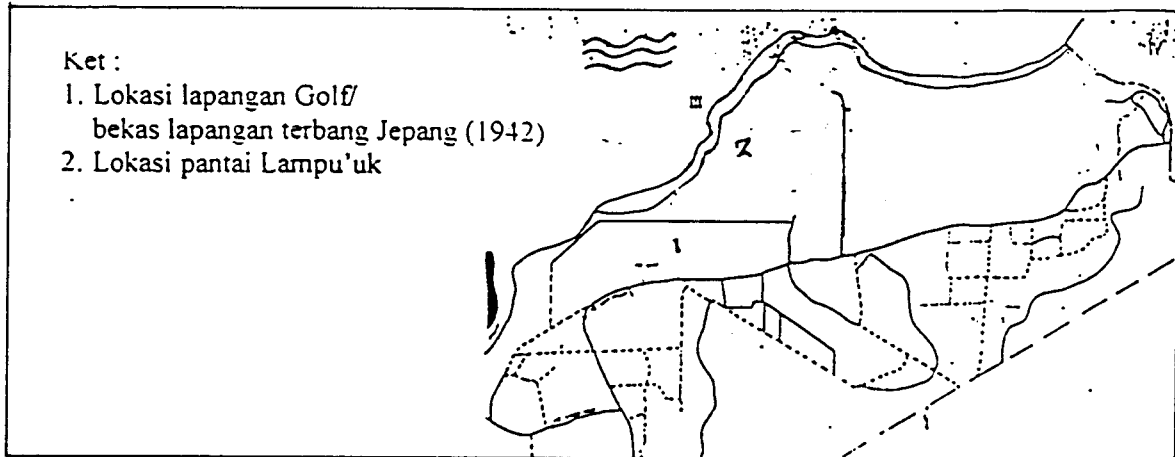 Ket :
1. Lokasi lapangan Golf/
bekas lapangan terbang Jepang (1942)
2. Lokasi pantai Lampu'uk
2
1